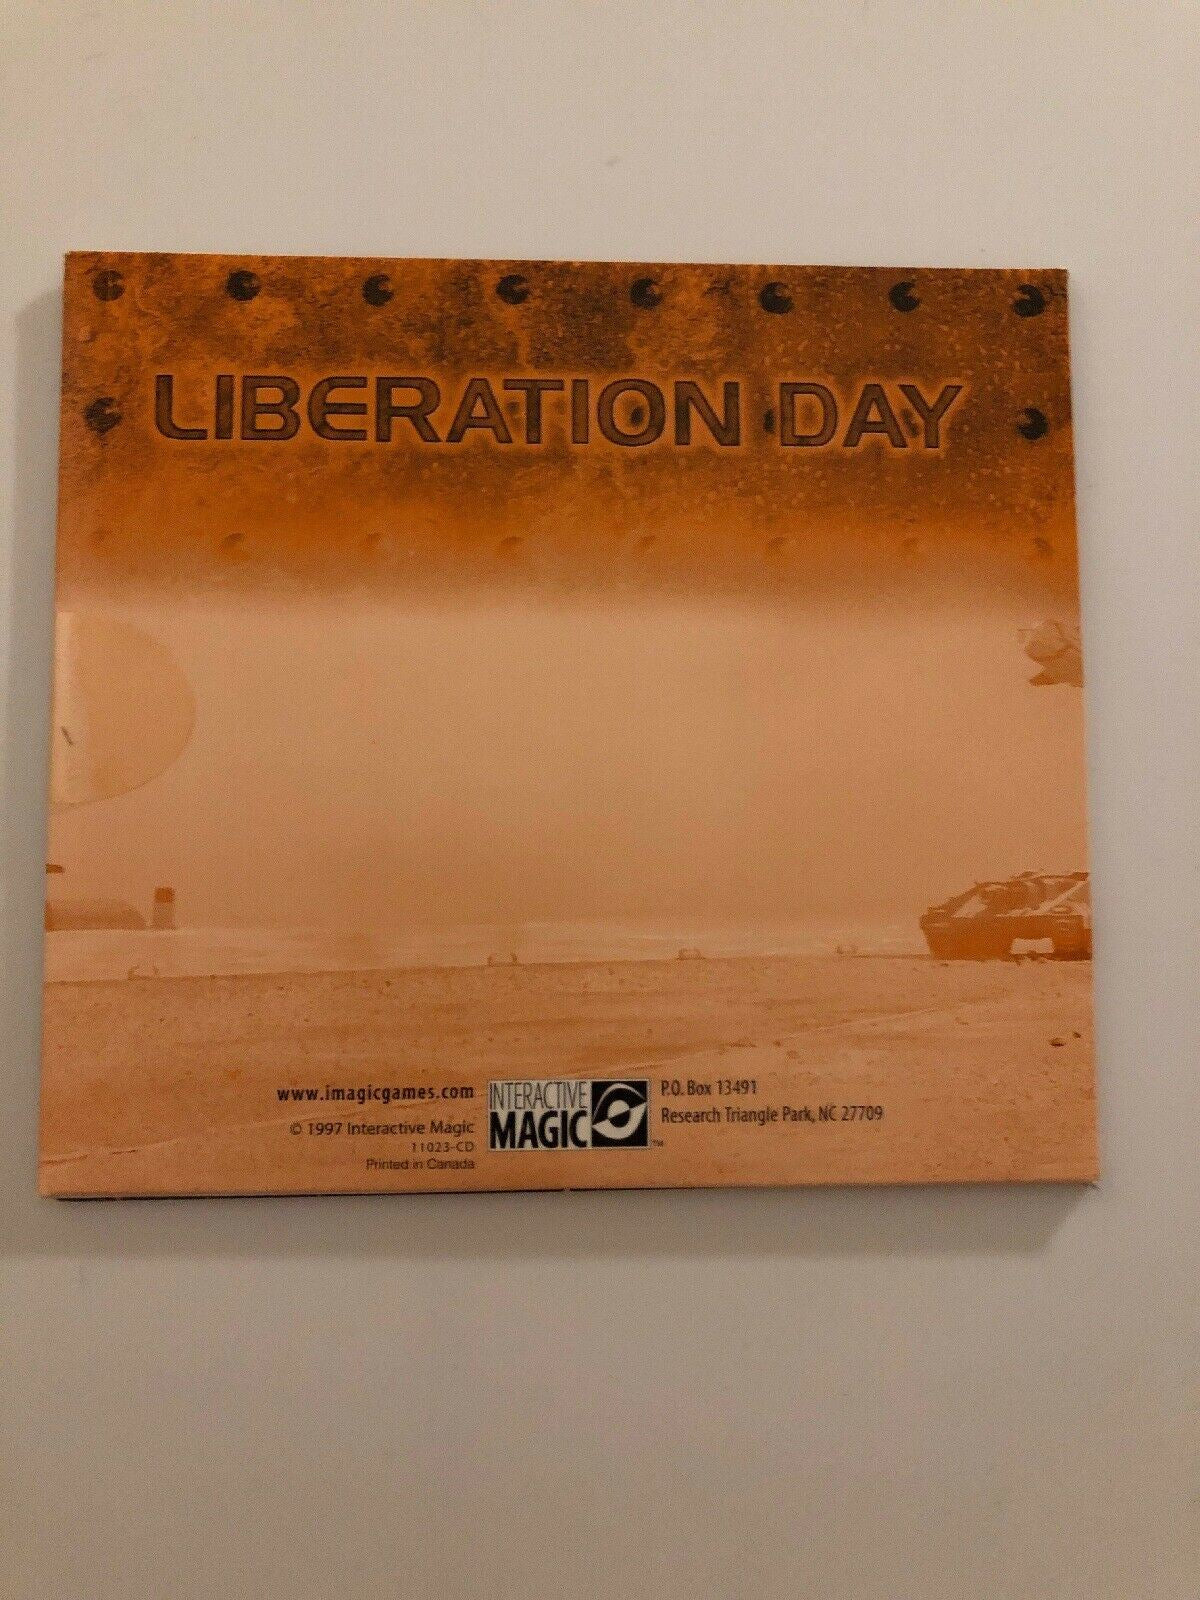 LIBERATION DAY
www.imagicgames.com
© 1997 Interactive Magic
11023-CD
Printed in Canada
INTERACTIVE
MAGIC
™
P.O. Box 13491
Research Triangle Park, NC 27709